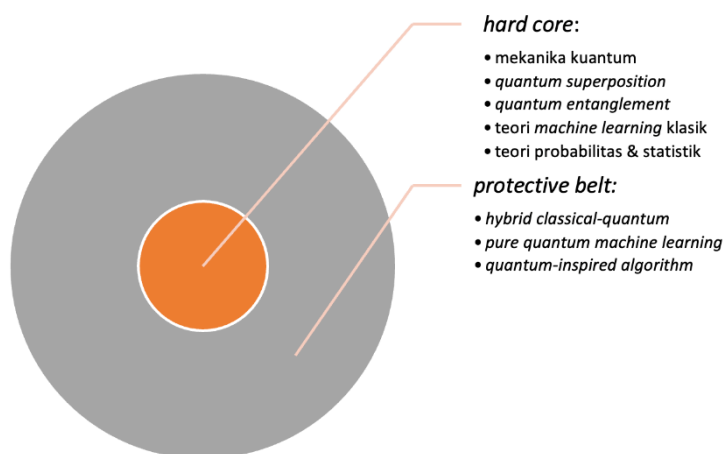 hard core:
• mekanika kuantum
• quantum superposition
• quantum entanglement
• teori machine learning klasik
• teori probabilitas & statistik
protective belt:
• hybrid classical-quantum
• pure quantum machine learning
• quantum-inspired algorithm